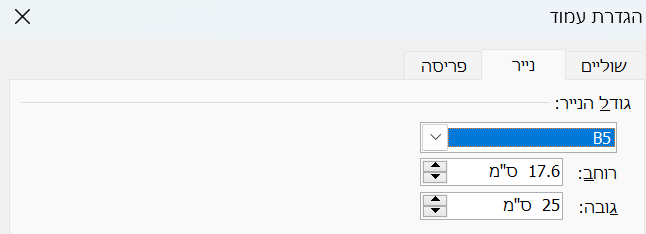 הגדרת עמוד
שוליים נייר פריסה
גודל הנייר:
B5
רוחב: 17.6 ס"מ
גובה: 25 ס"מ